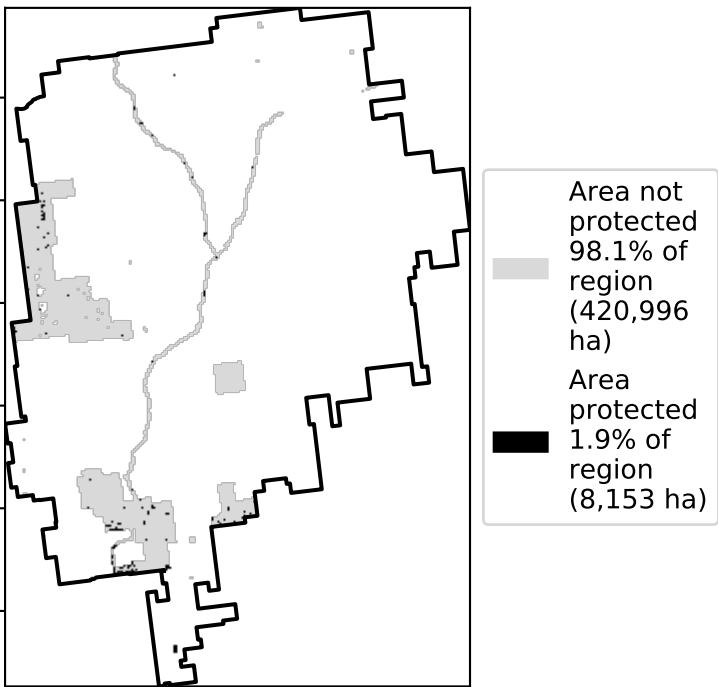 Area not
protected
98.1% of
region
(420,996
ha)
Area
protected
1.9% of
region
(8,153 ha)